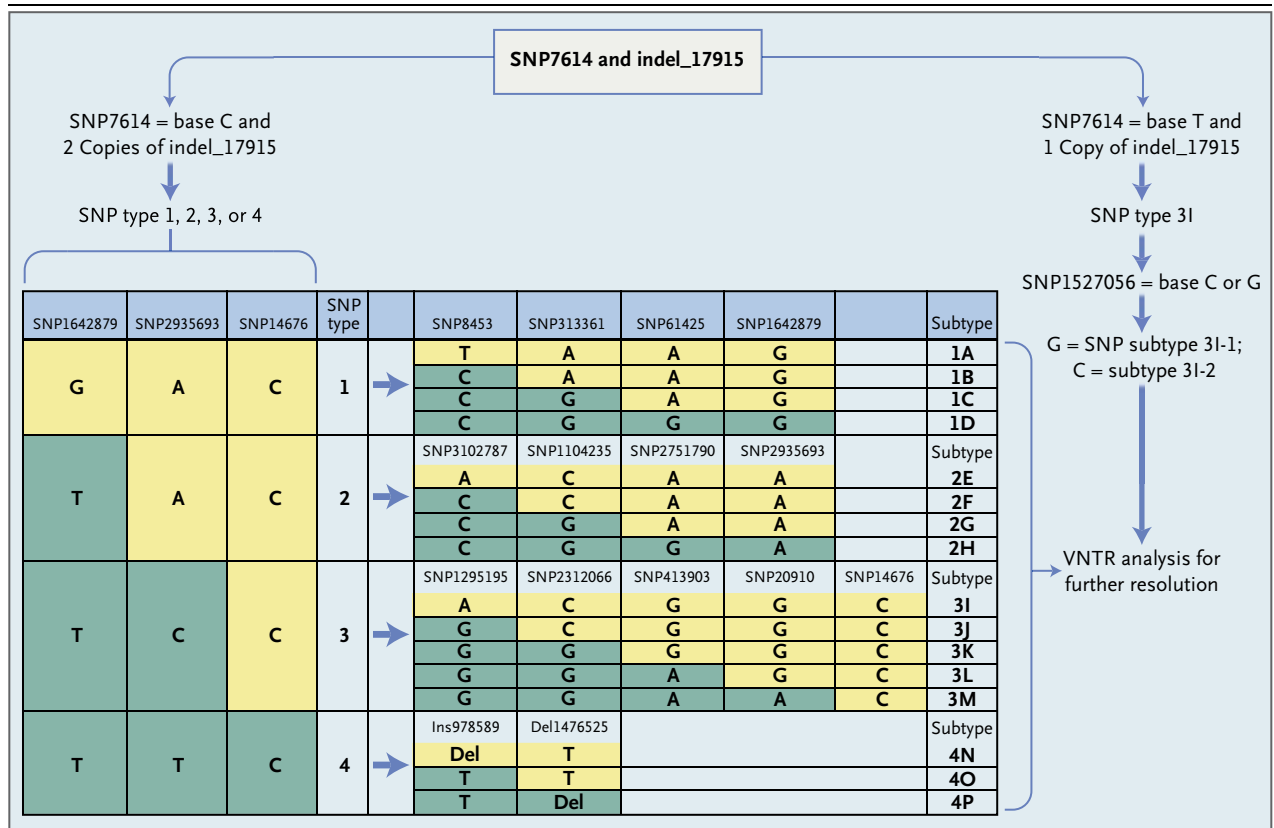 SNP7614 and indel_17915
SNP7614 = base C and
2 Copies of indel_17915
SNP type 1, 2, 3, or 4
SNP7614 = base T and
1 Copy of indel_17915
SNP type 3I
SNP1527056 = base C or G
G = SNP subtype 3I-1;
C = subtype 3I-2
VNTR analysis for
further resolution
SNP1642879 SNP2935693 SNP14676 SNP type SNP8453 SNP313361 SNP61425 SNP1642879 Subtype
G A C 1
T A A G 1A
C A A G 1B
C G A G 1C
C G G G 1D
SNP3102787 SNP1104235 SNP2751790 SNP2935693 Subtype
T A C 2
A C A A 2E
C C A A 2F
C G A A 2G
C G G A 2H
SNP1295195 SNP2312066 SNP413903 SNP20910 SNP14676 Subtype
T C C 3
A C G G C 3I
G C G G C 3J
G G G G C 3K
G G A G C 3L
G G A A C 3M
Ins978589 Del1476525 Subtype
T T C 4
Del T 4N
T T 4O
T Del 4P